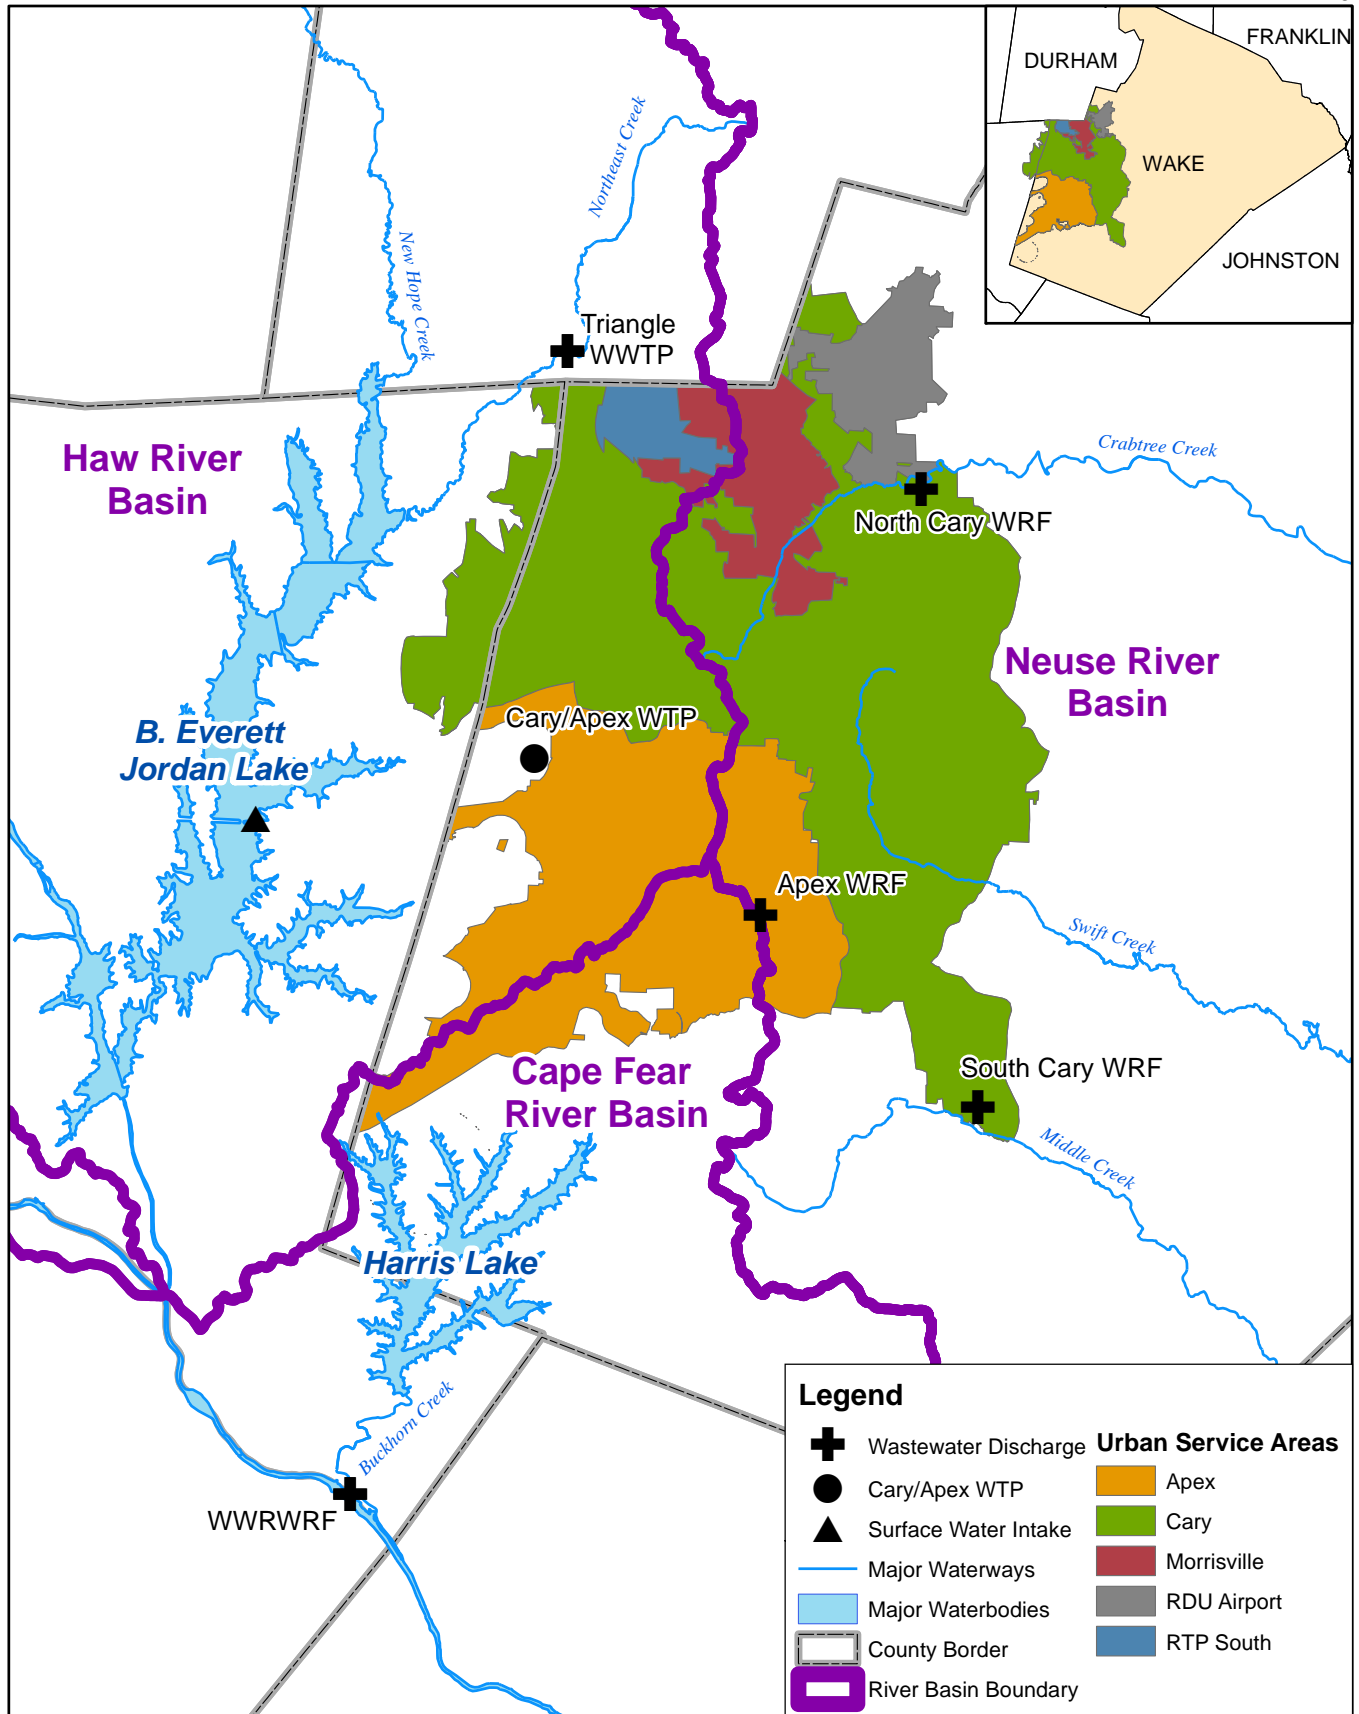 FRANKLIN
DURHAM
WAKE
JOHNSTON
Northeast Creek
New Hope Creek
Triangle
WWTP
Haw River
Basin
Crabtree Creek
North Cary WRF
Neuse River
Basin
Cary/Apex WTP
B. Everett
Jordan Lake
Apex WRF
Swift Creek
Cape Fear
River Basin
South Cary WRF
Middle Creek
Harris Lake
Buckhorn Creek
WWRWRF
Legend
Wastewater Discharge
Cary/Apex WTP
Surface Water Intake
Major Waterways
Major Waterbodies
County Border
River Basin Boundary
Urban Service Areas
Apex
Cary
Morrisville
RDU Airport
RTP South